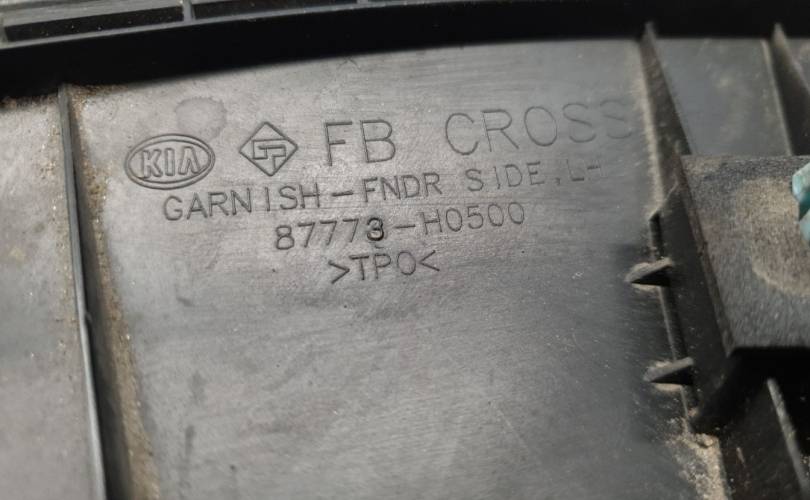 KIA FB CROSS
GARNISH-FNDR SIDE,L-
87773-H0500
>TPO<